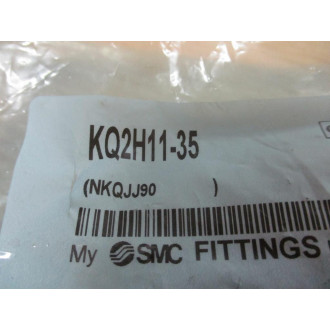 KQ2H11-35
(NKQJJ90 )
My SMC FITTINGS